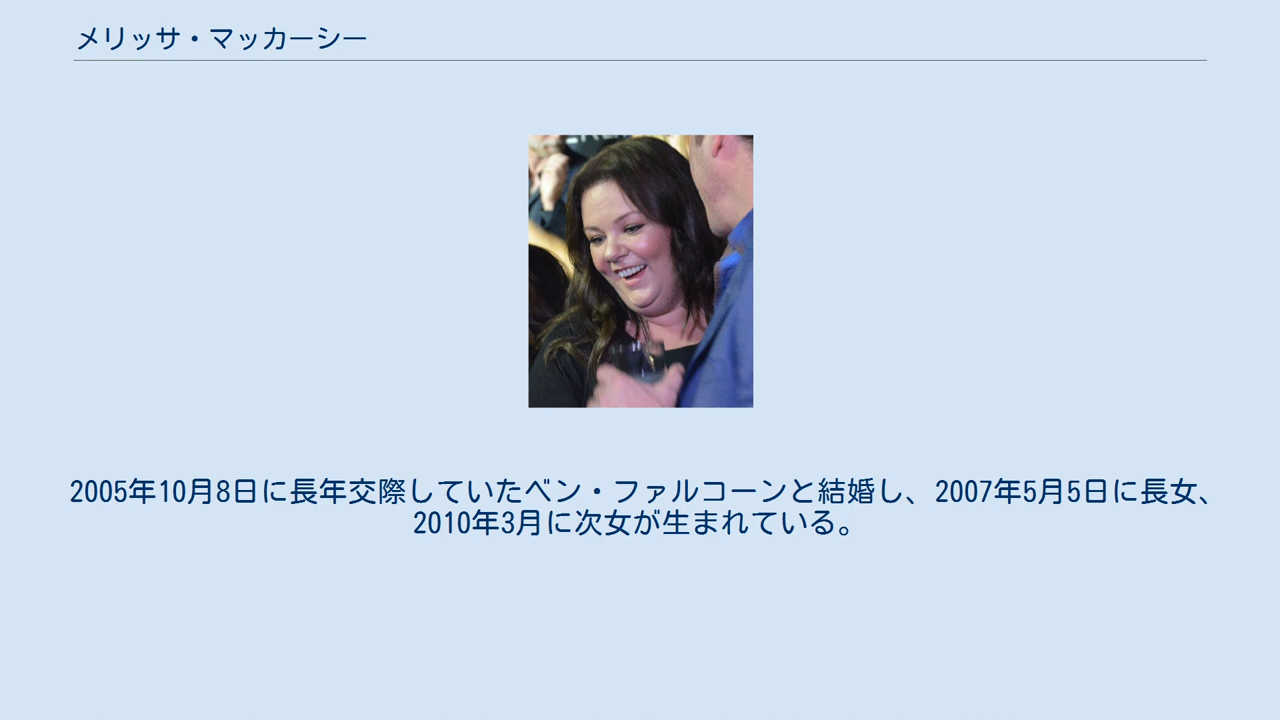 メリッサ・マッカーシー
2005年10月8日に長年交際していたベン・ファルコーンと結婚し、2007年5月5日に長女、
2010年3月に次女が生まれている。